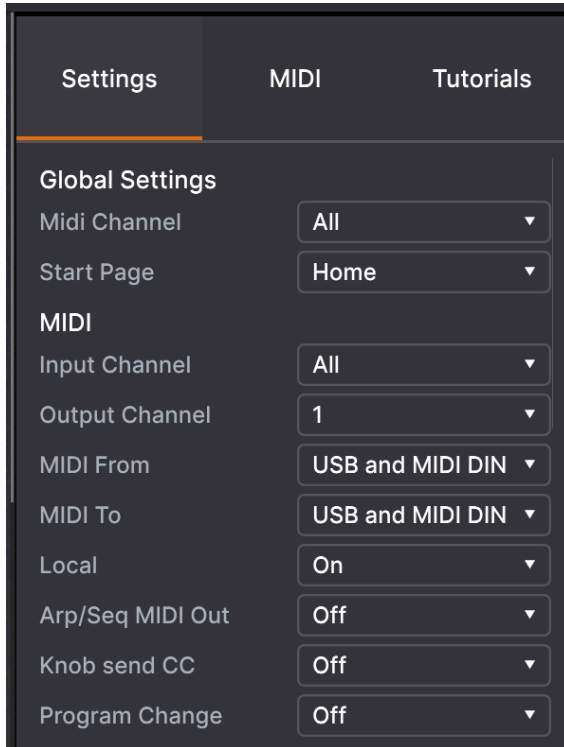 Settings MIDI Tutorials
Global Settings
Midi Channel All
Start Page Home
MIDI
Input Channel All
Output Channel 1
MIDI From USB and MIDI DIN
MIDI To USB and MIDI DIN
Local On
Arp/Seq MIDI Out Off
Knob send CC Off
Program Change Off